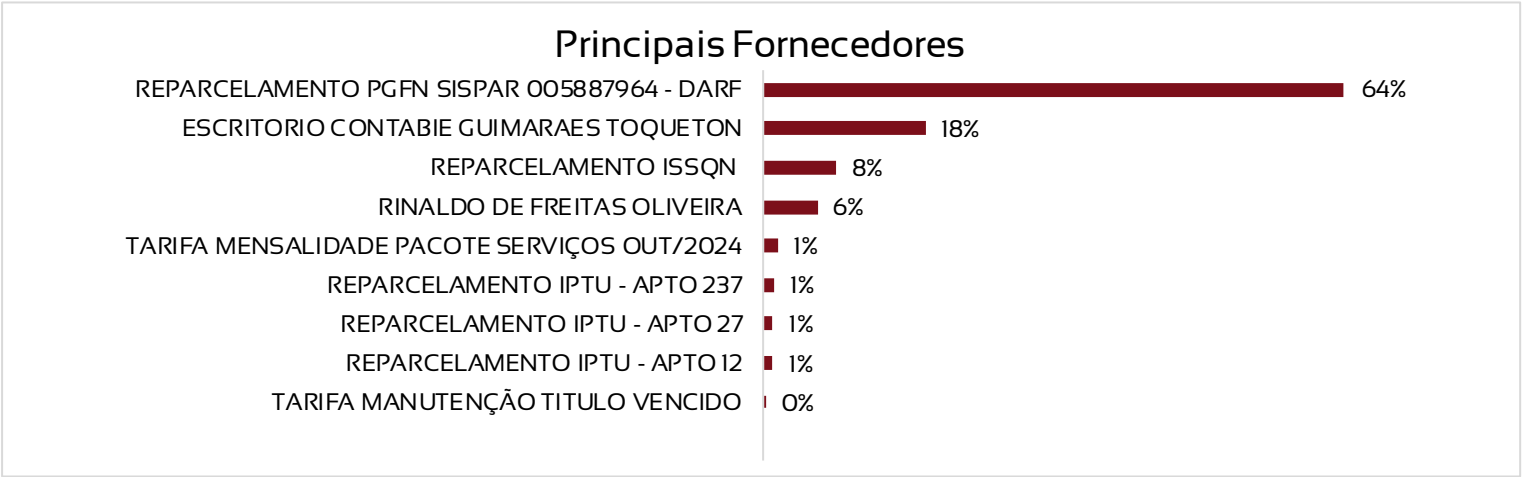 Principais Fornecedores
REPARCELAMENTO PGFN SISPAR 005887964 - DARF 64%
ESCRITORIO CONTABIE GUIMARAES TOQUETON 18%
REPARCELAMENTO ISSQN 8%
RINALDO DE FREITAS OLIVEIRA 6%
TARIFA MENSALIDADE PACOTE SERVIÇOS OUT/2024 1%
REPARCELAMENTO IPTU - APTO 237 1%
REPARCELAMENTO IPTU - APTO 27 1%
REPARCELAMENTO IPTU - APTO 12 1%
TARIFA MANUTENÇÃO TITULO VENCIDO 0%